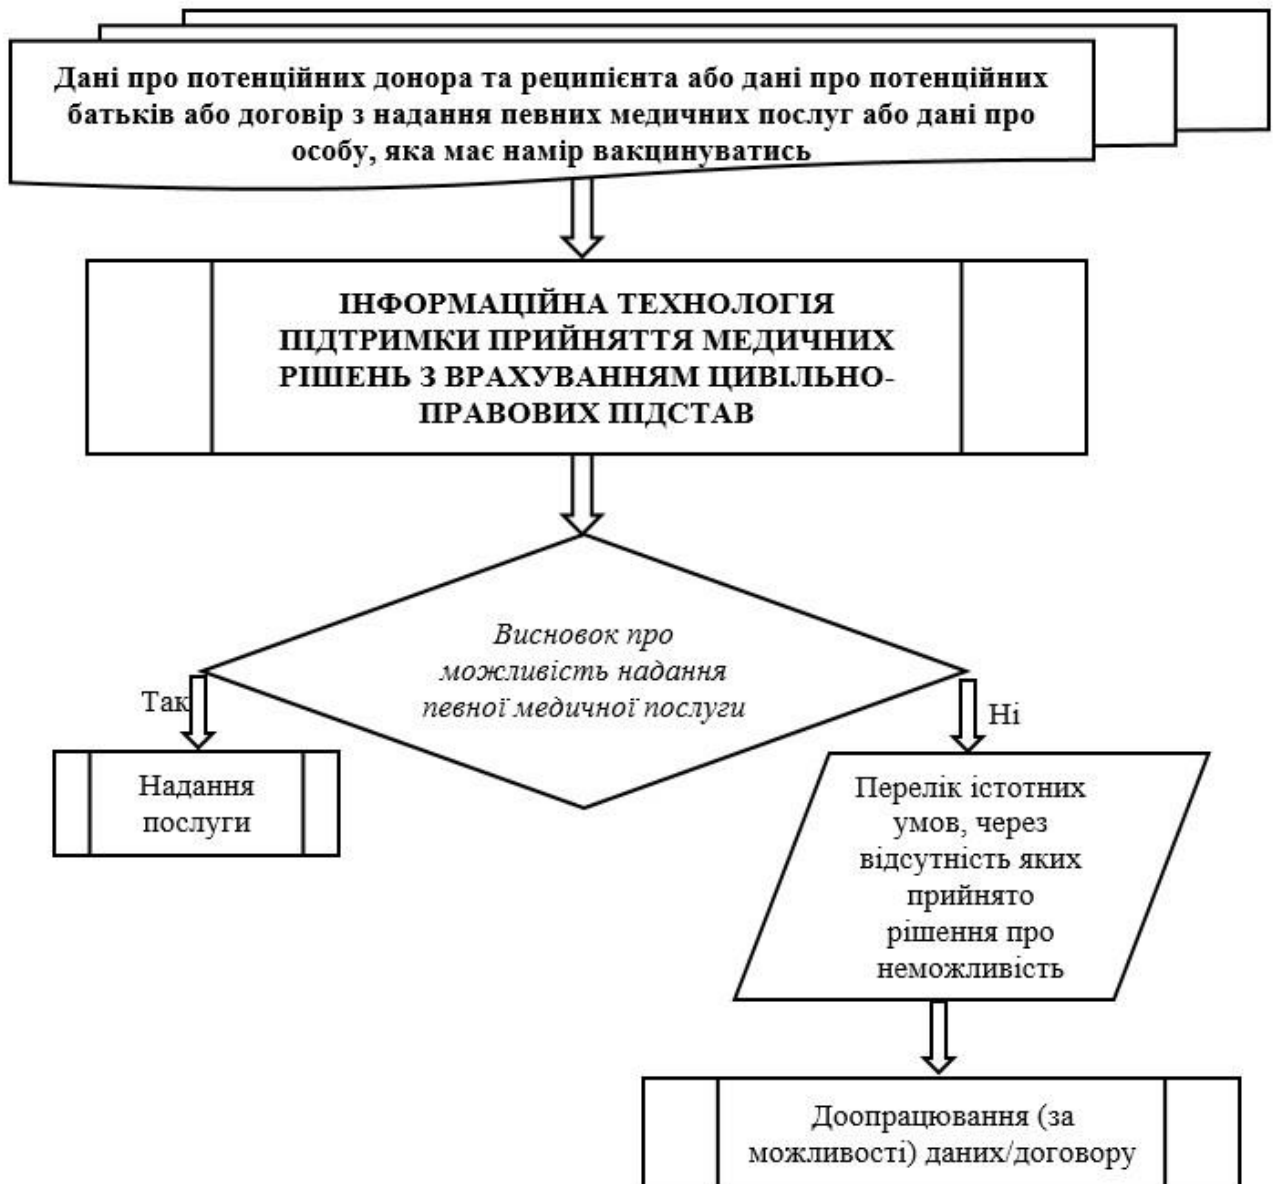 Дані про потенційних донора та реципієнта або дані про потенційних
батьків або договір з надання певних медичних послуг або дані про
особу, яка має намір вакцинуватись
ІНФОРМАЦІЙНА ТЕХНОЛОГІЯ
ПІДТРИМКИ ПРИЙНЯТТЯ МЕДИЧНИХ
РІШЕНЬ З ВРАХУВАННЯМ ЦИВІЛЬНО-
ПРАВОВИХ ПІДСТАВ
Висновок про
можливість надання
певної медичної послуги
Так
Ні
Надання
послуги
Перелік істотних
умов, через
відсутність яких
прийнято
рішення про
неможливість
Доопрацювання (за
можливості) даних/договору